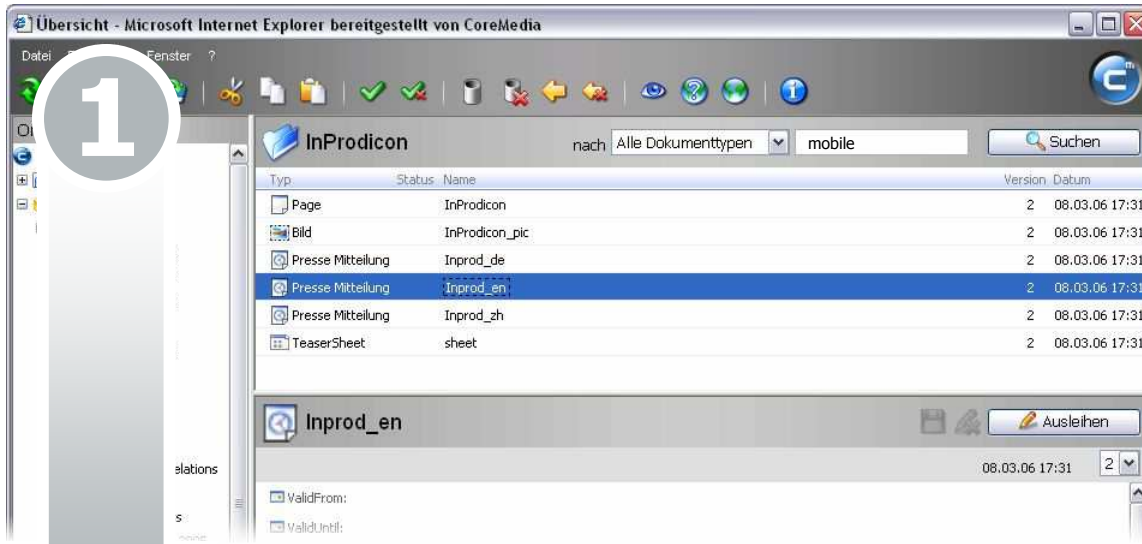 Übersicht - Microsoft Internet Explorer bereitgestellt von CoreMedia
Datei Fenster ?
1
InProdicon nach Alle Dokumenttypen mobile Suchen
Typ Status Name Version Datum
Page InProdicon 2 08.03.06 17:31
Bild InProdicon_pic 2 08.03.06 17:31
Presse Mitteilung Inprod_de 2 08.03.06 17:31
Presse Mitteilung Inprod_en 2 08.03.06 17:31
Presse Mitteilung Inprod_zh 2 08.03.06 17:31
TeaserSheet sheet 2 08.03.06 17:31
Inprod_en Ausleihen
elations 08.03.06 17:31 2
ValidFrom:
s
ValidUntil: